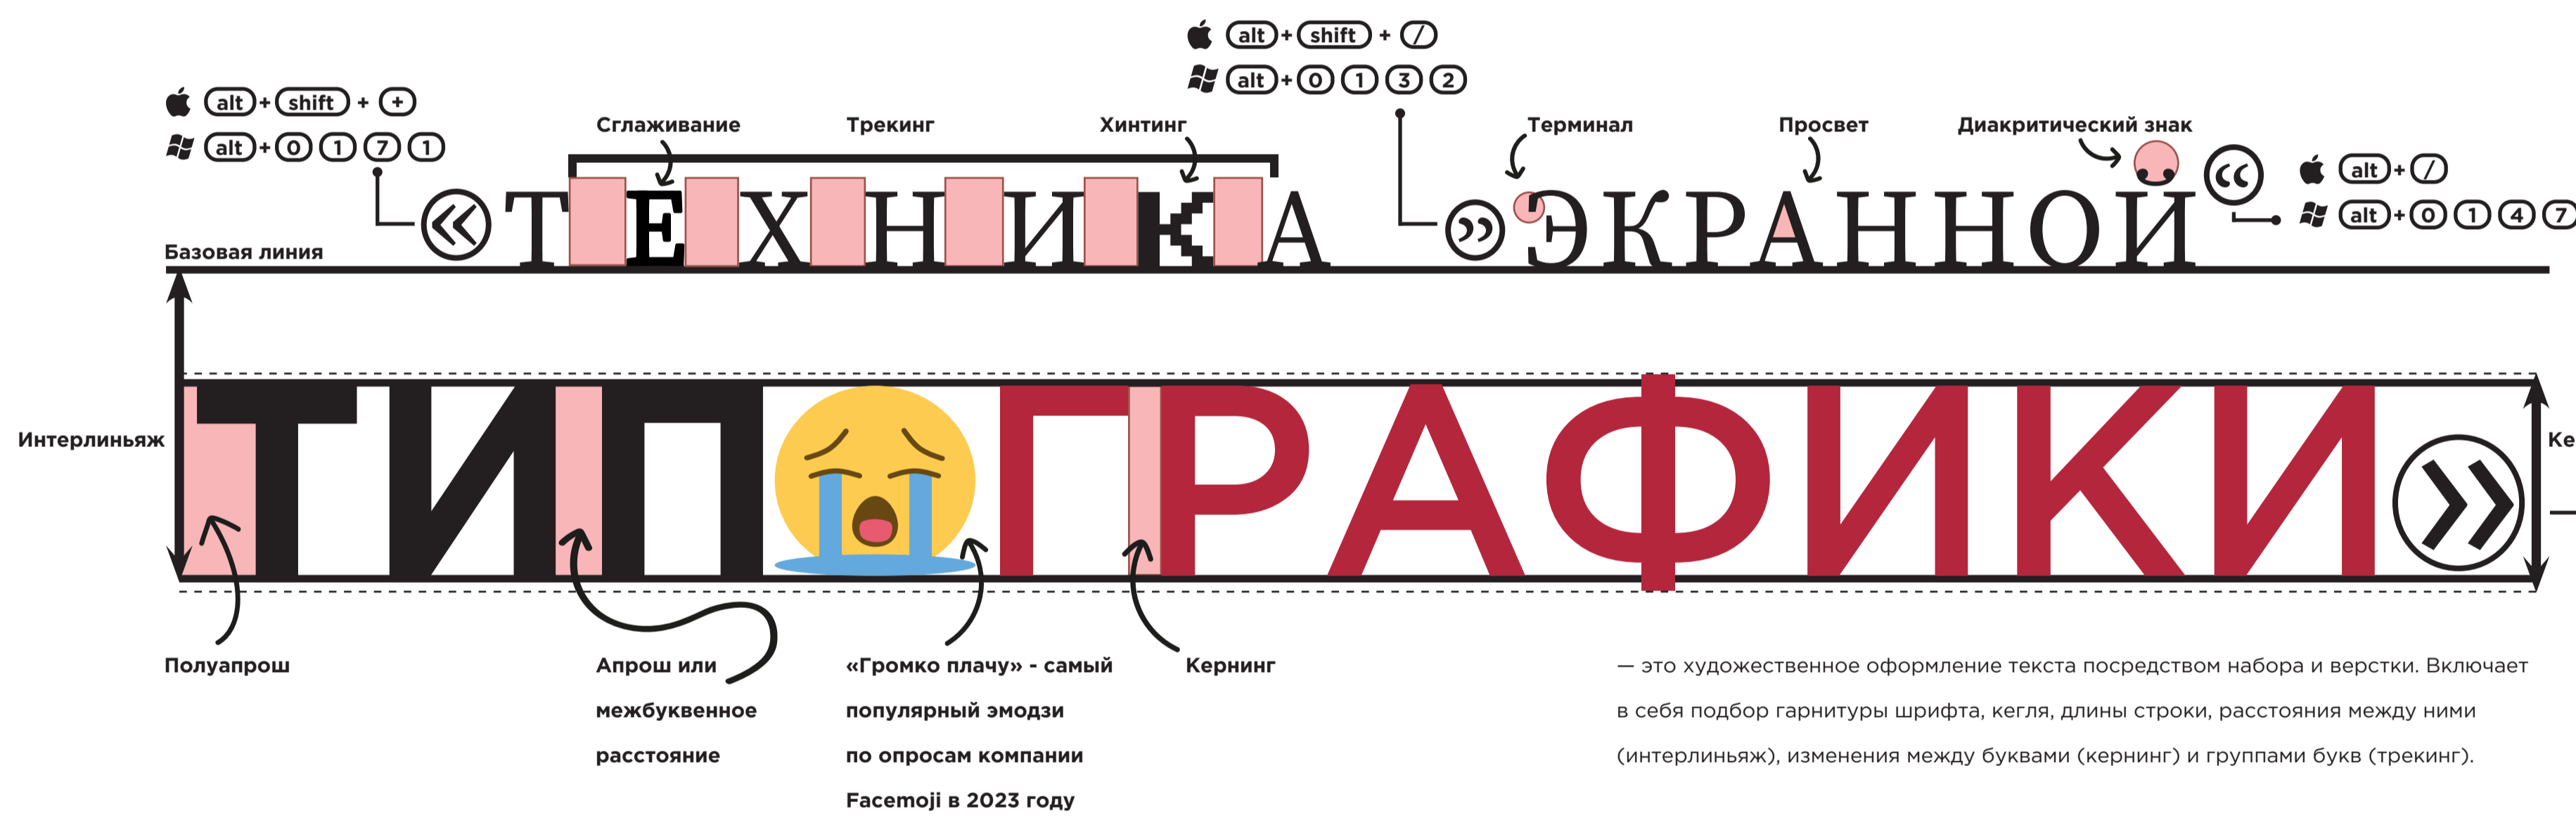 alt + shift + /
alt + 0 1 3 2
alt + shift + +
alt + 0 1 7 1
Сглаживание Трекинг Хинтинг Терминал Просвет Диакритический знак
alt + /
alt + 0 1 4 7
« ТЕХНИКА ” ЭКРАННОЙ “
Базовая линия
ТИП😭ГРАФИКИ »
Интерлиньяж
Полуапрош
Апрош или
межбуквенное
расстояние
«Громко плачу» - самый
популярный эмодзи
по опросам компании
Facemoji в 2023 году
Кернинг
— это художественное оформление текста посредством набора и верстки. Включает
в себя подбор гарнитуры шрифта, кегля, длины строки, расстояния между ними
(интерлиньяж), изменения между буквами (кернинг) и группами букв (трекинг).